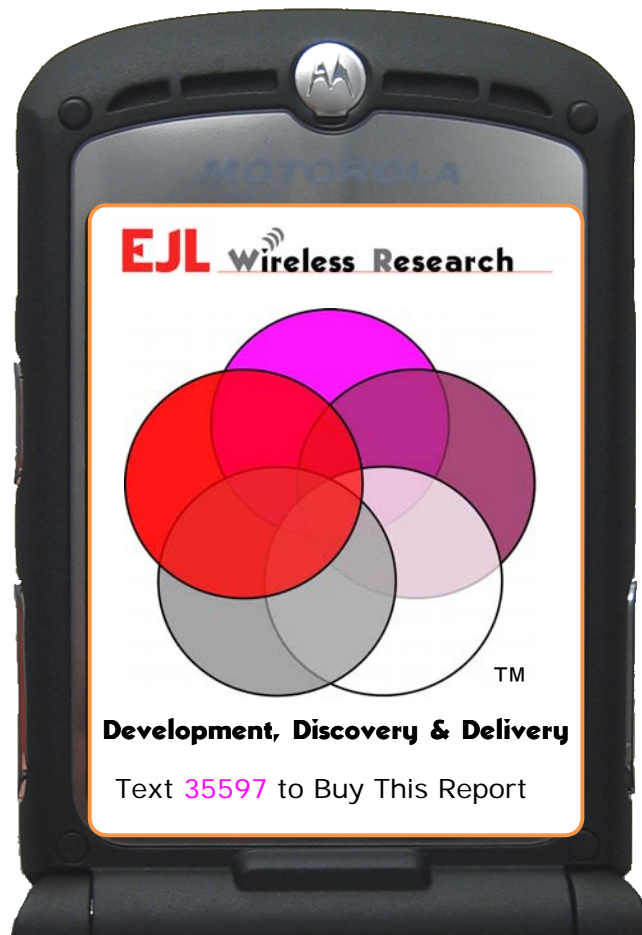 MOTOROLA
EJL Wireless Research
TM
Development, Discovery & Delivery
Text 35597 to Buy This Report